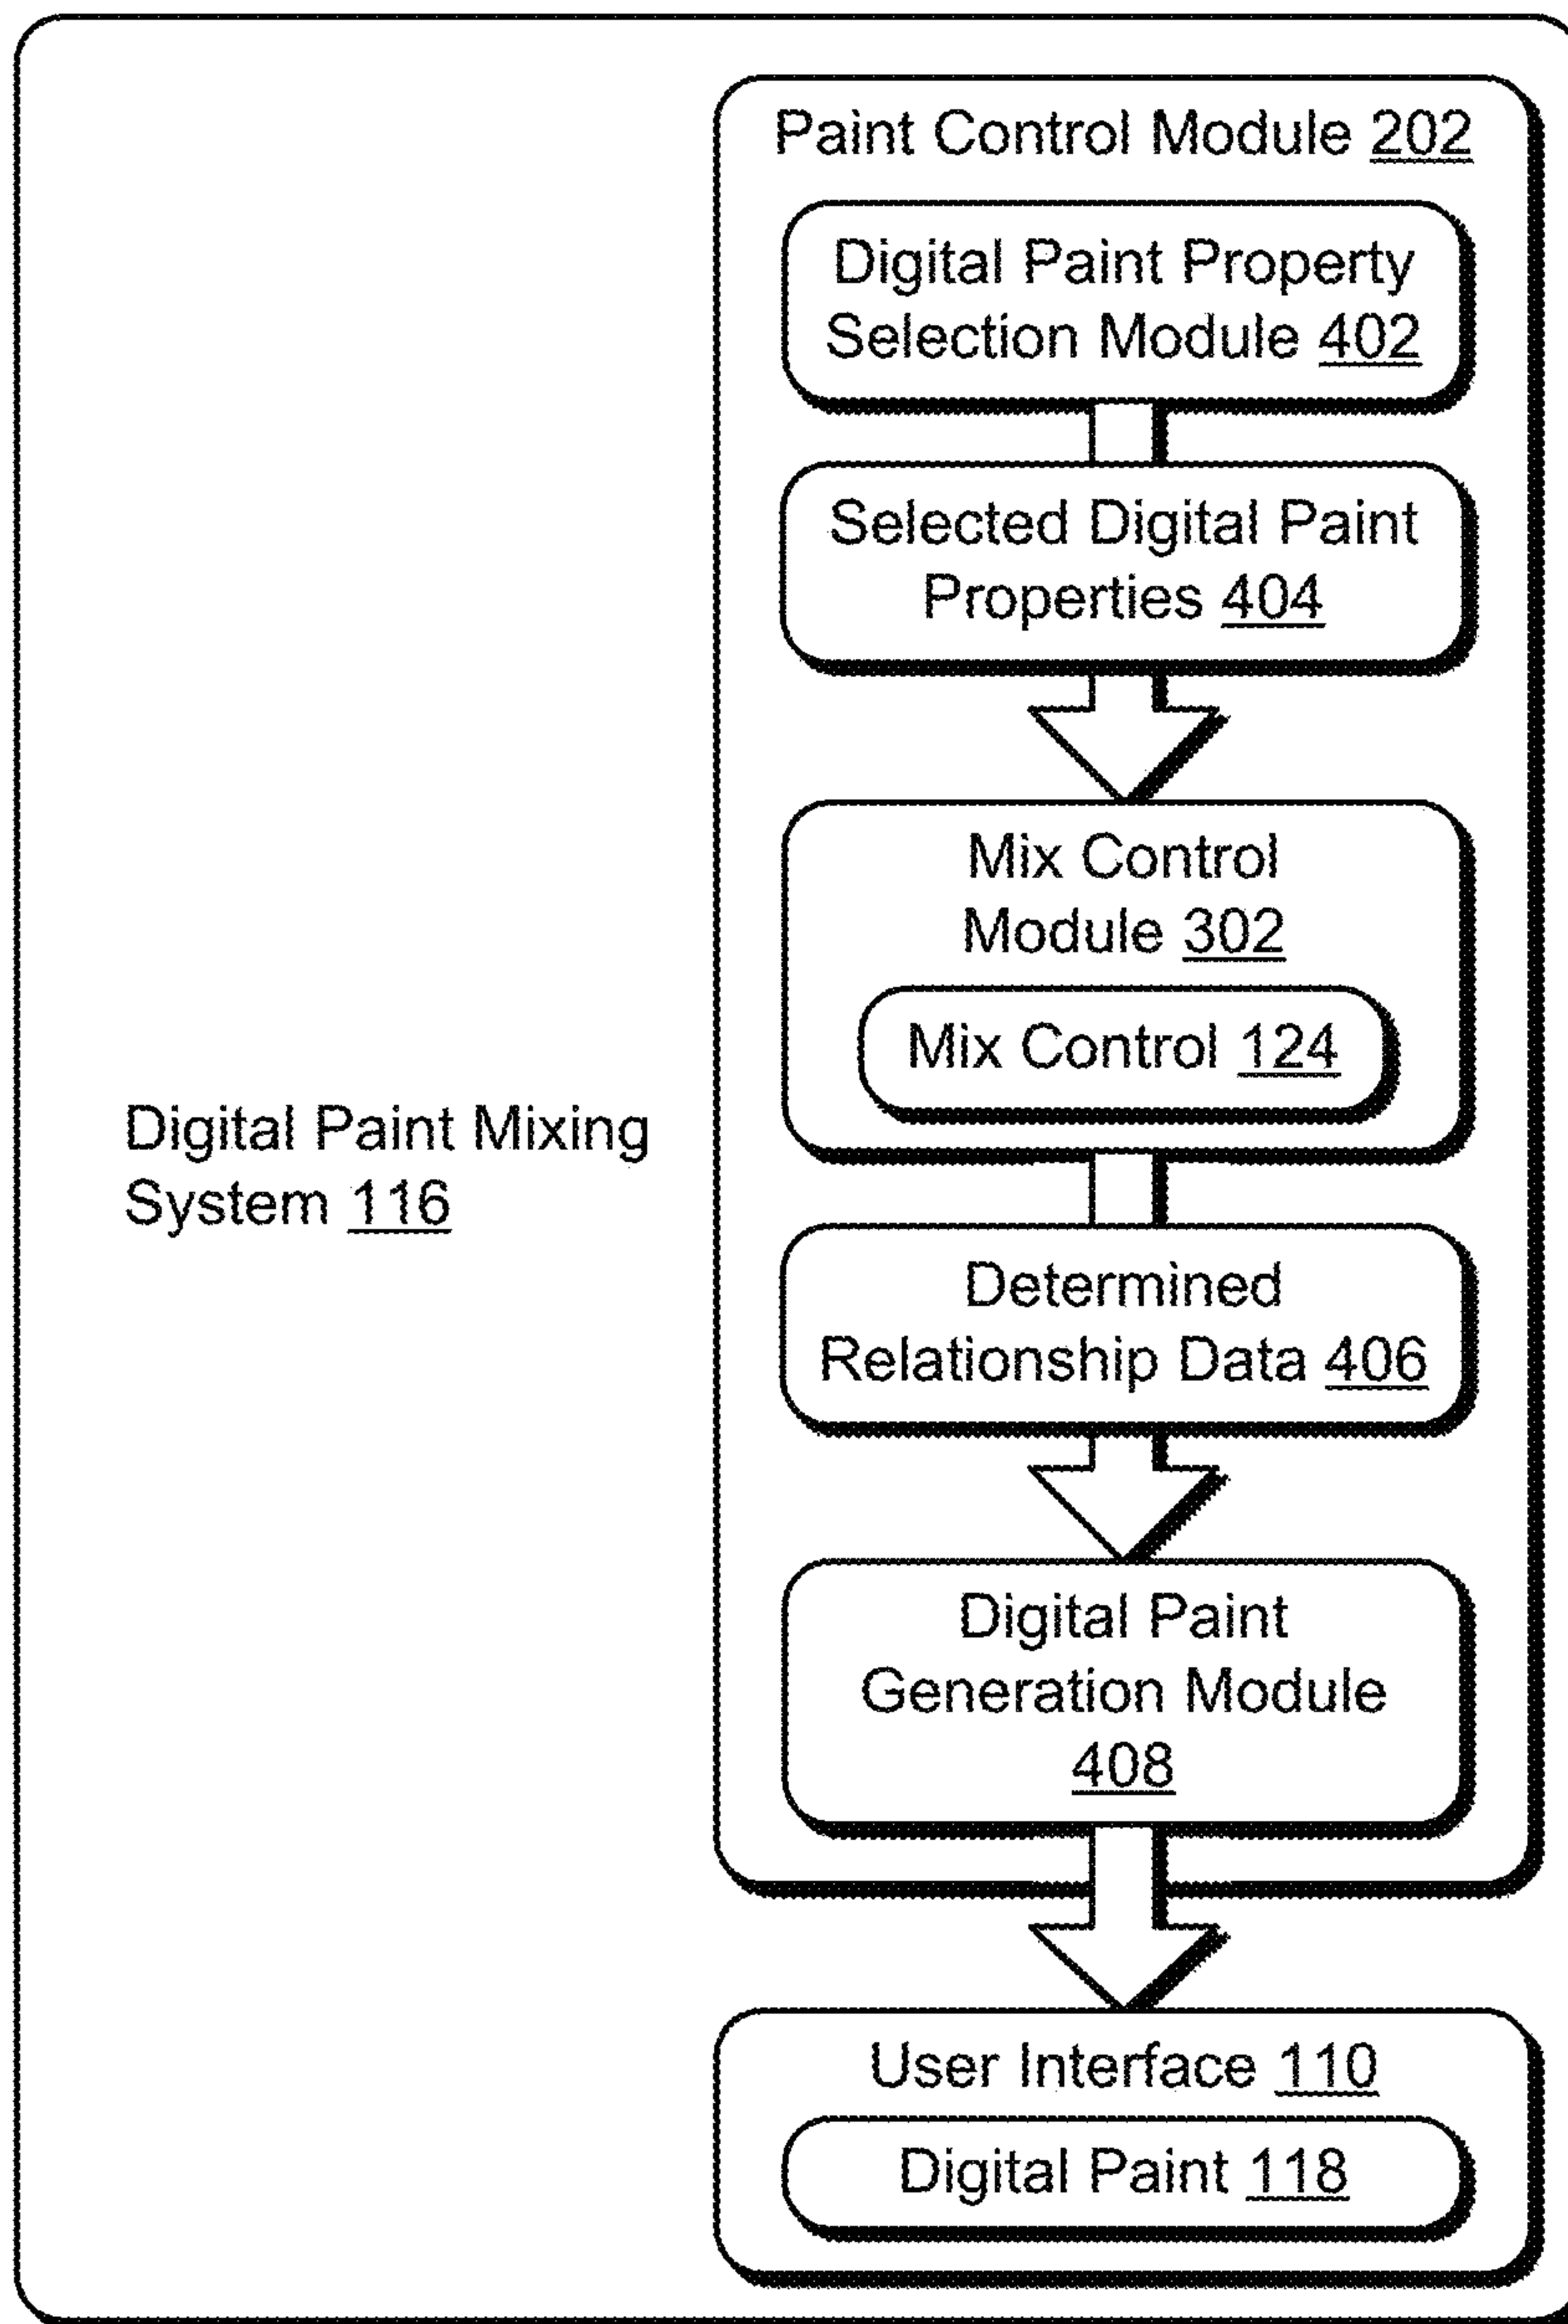 Paint Control Module 202
Digital Paint Property
Selection Module 402
Selected Digital Paint
Properties 404
Mix Control
Module 302
Mix Control 124
Digital Paint Mixing
System 116
Determined
Relationship Data 406
Digital Paint
Generation Module
408
User Interface 110
Digital Paint 118